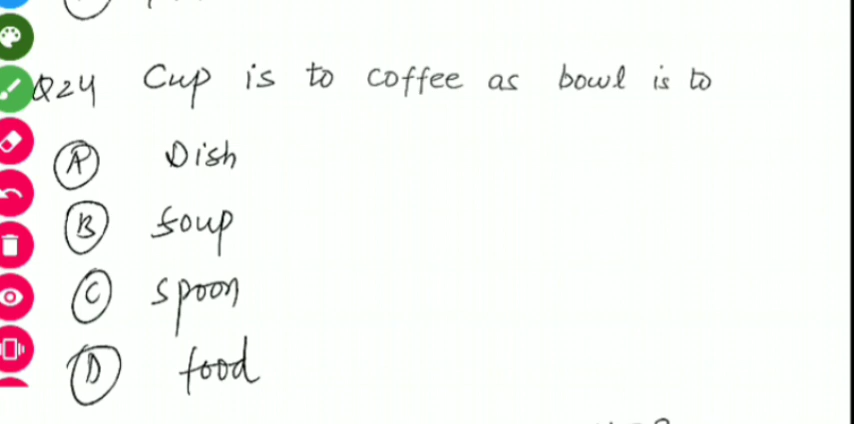 Q24 Cup is to coffee as bowl is to
A Dish
B Soup
C spoon
D food